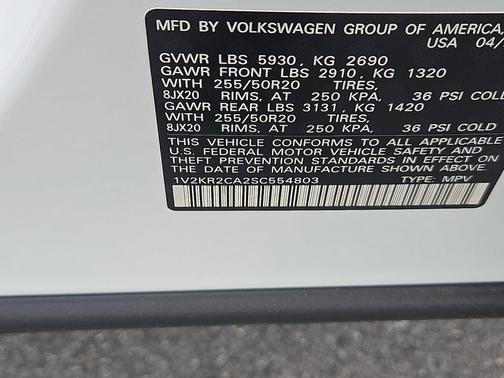 MFD BY VOLKSWAGEN GROUP OF AMERICA,
USA 04/
GVWR LBS 5930, KG 2690
GAWR FRONT LBS 2910, KG 1320
WITH 255/50R20 TIRES,
8JX20 RIMS, AT 250 KPA, 36 PSI COLD
GAWR REAR LBS 3131, KG 1420
WITH 255/50R20 TIRES,
8JX20 RIMS, AT 250 KPA, 36 PSI COLD
THIS VEHICLE CONFORMS TO ALL APPLICABLE
U.S. FEDERAL MOTOR VEHICLE SAFETY AND
THEFT PREVENTION STANDARDS IN EFFECT ON
THE DATE OF MANUFACTURE SHOWN ABOVE
1V2KR2CA2SC554803 TYPE: MPV